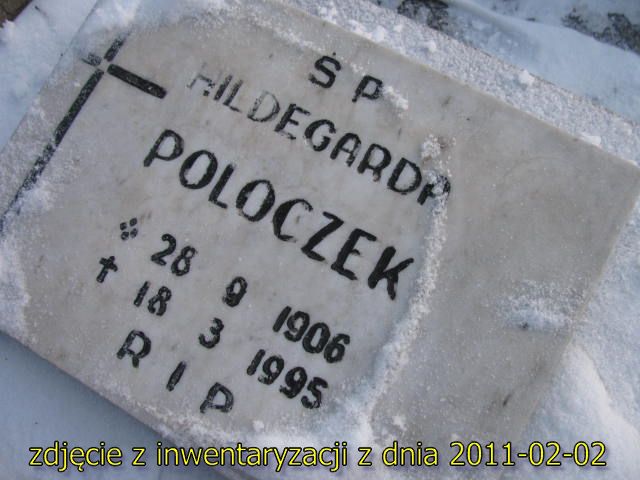 ŚP
HILDEGARDA
POLOCZEK
28 9 1906
18 3 1995
RIP
zdjęcie z inwentaryzacji z dnia 2011-02-02